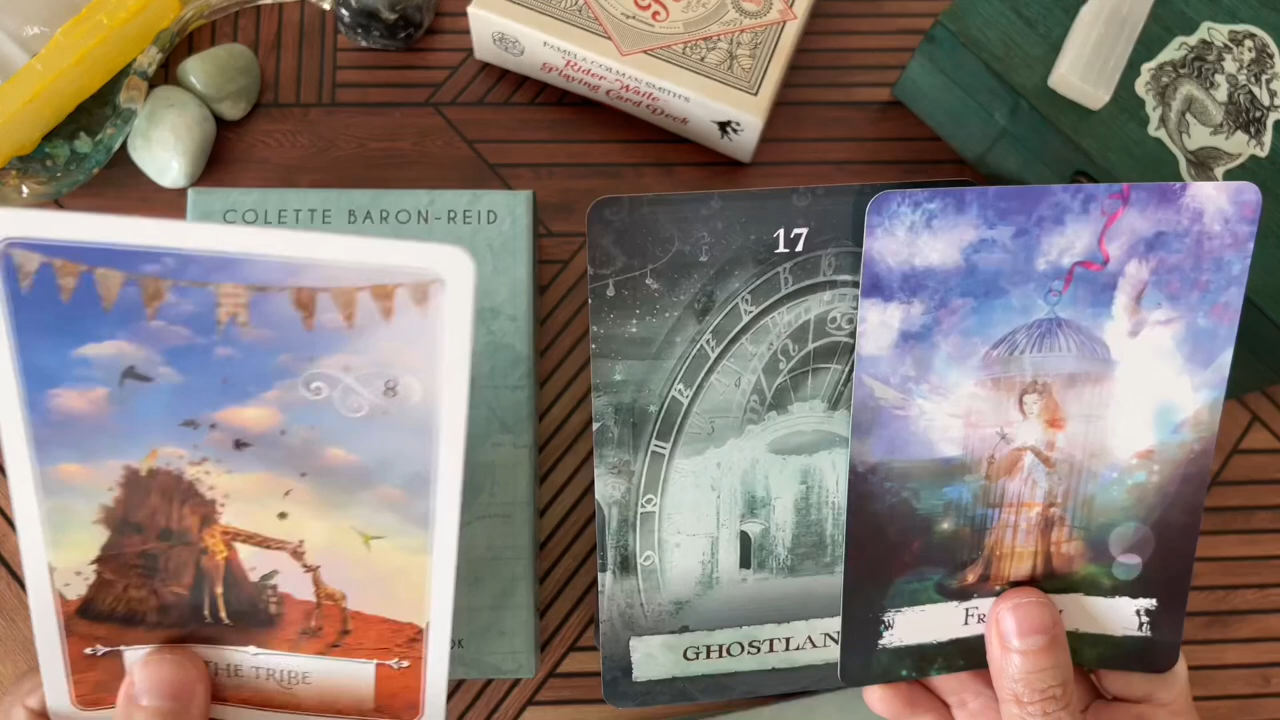 PAMELA COLMAN SMITH'S
Rider-Waite
Playing Card Deck
COLETTE BARON-REID
17
8
THE TRIBE
GHOSTLAN